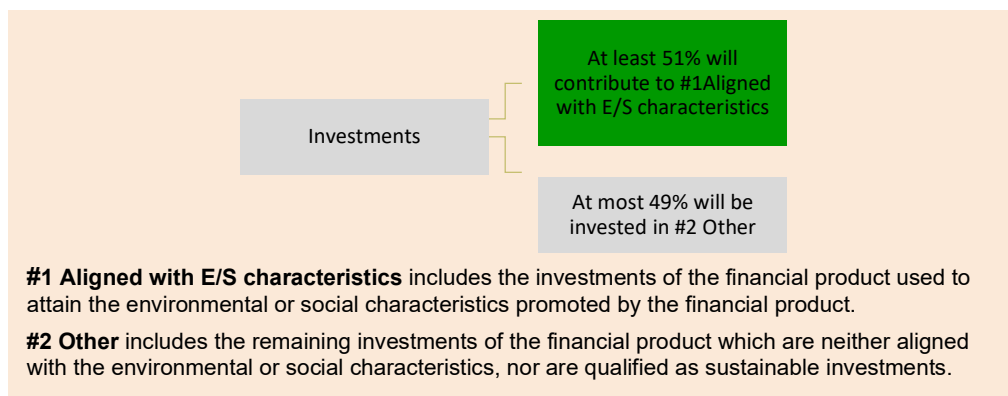 At least 51% will
contribute to #1Aligned
with E/S characteristics
Investments
At most 49% will be
invested in #2 Other
#1 Aligned with E/S characteristics includes the investments of the financial product used to
attain the environmental or social characteristics promoted by the financial product.
#2 Other includes the remaining investments of the financial product which are neither aligned
with the environmental or social characteristics, nor are qualified as sustainable investments.